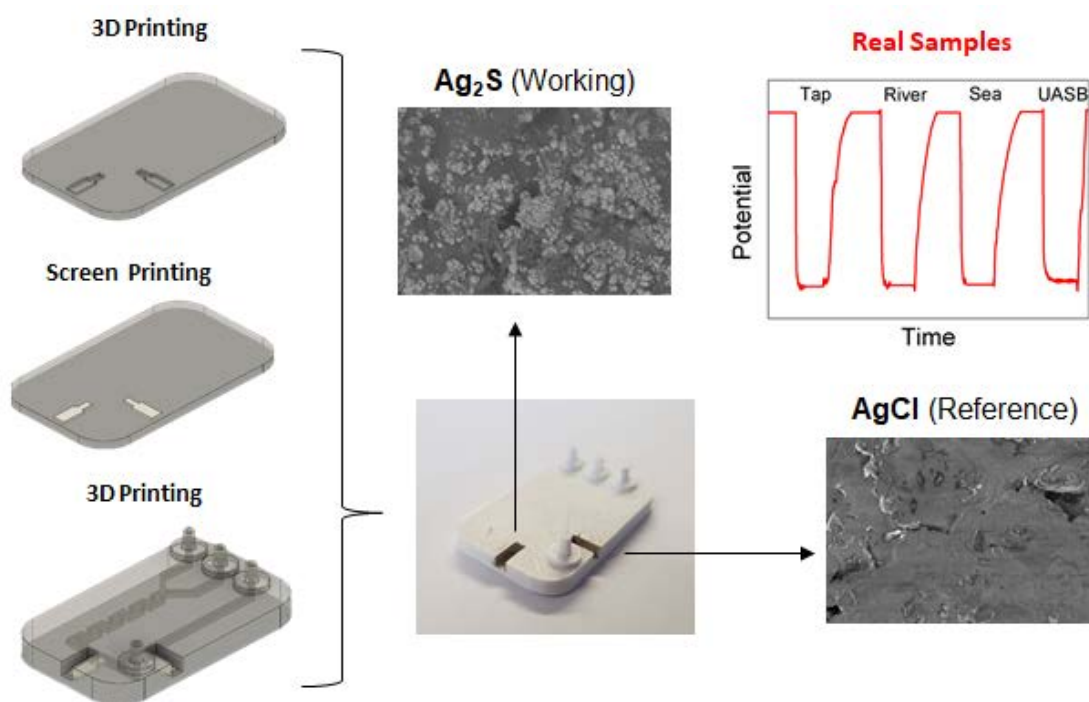 3D Printing
Screen Printing
3D Printing
Ag₂S (Working)
Real Samples
Tap River Sea UASB
Potential
Time
AgCl (Reference)